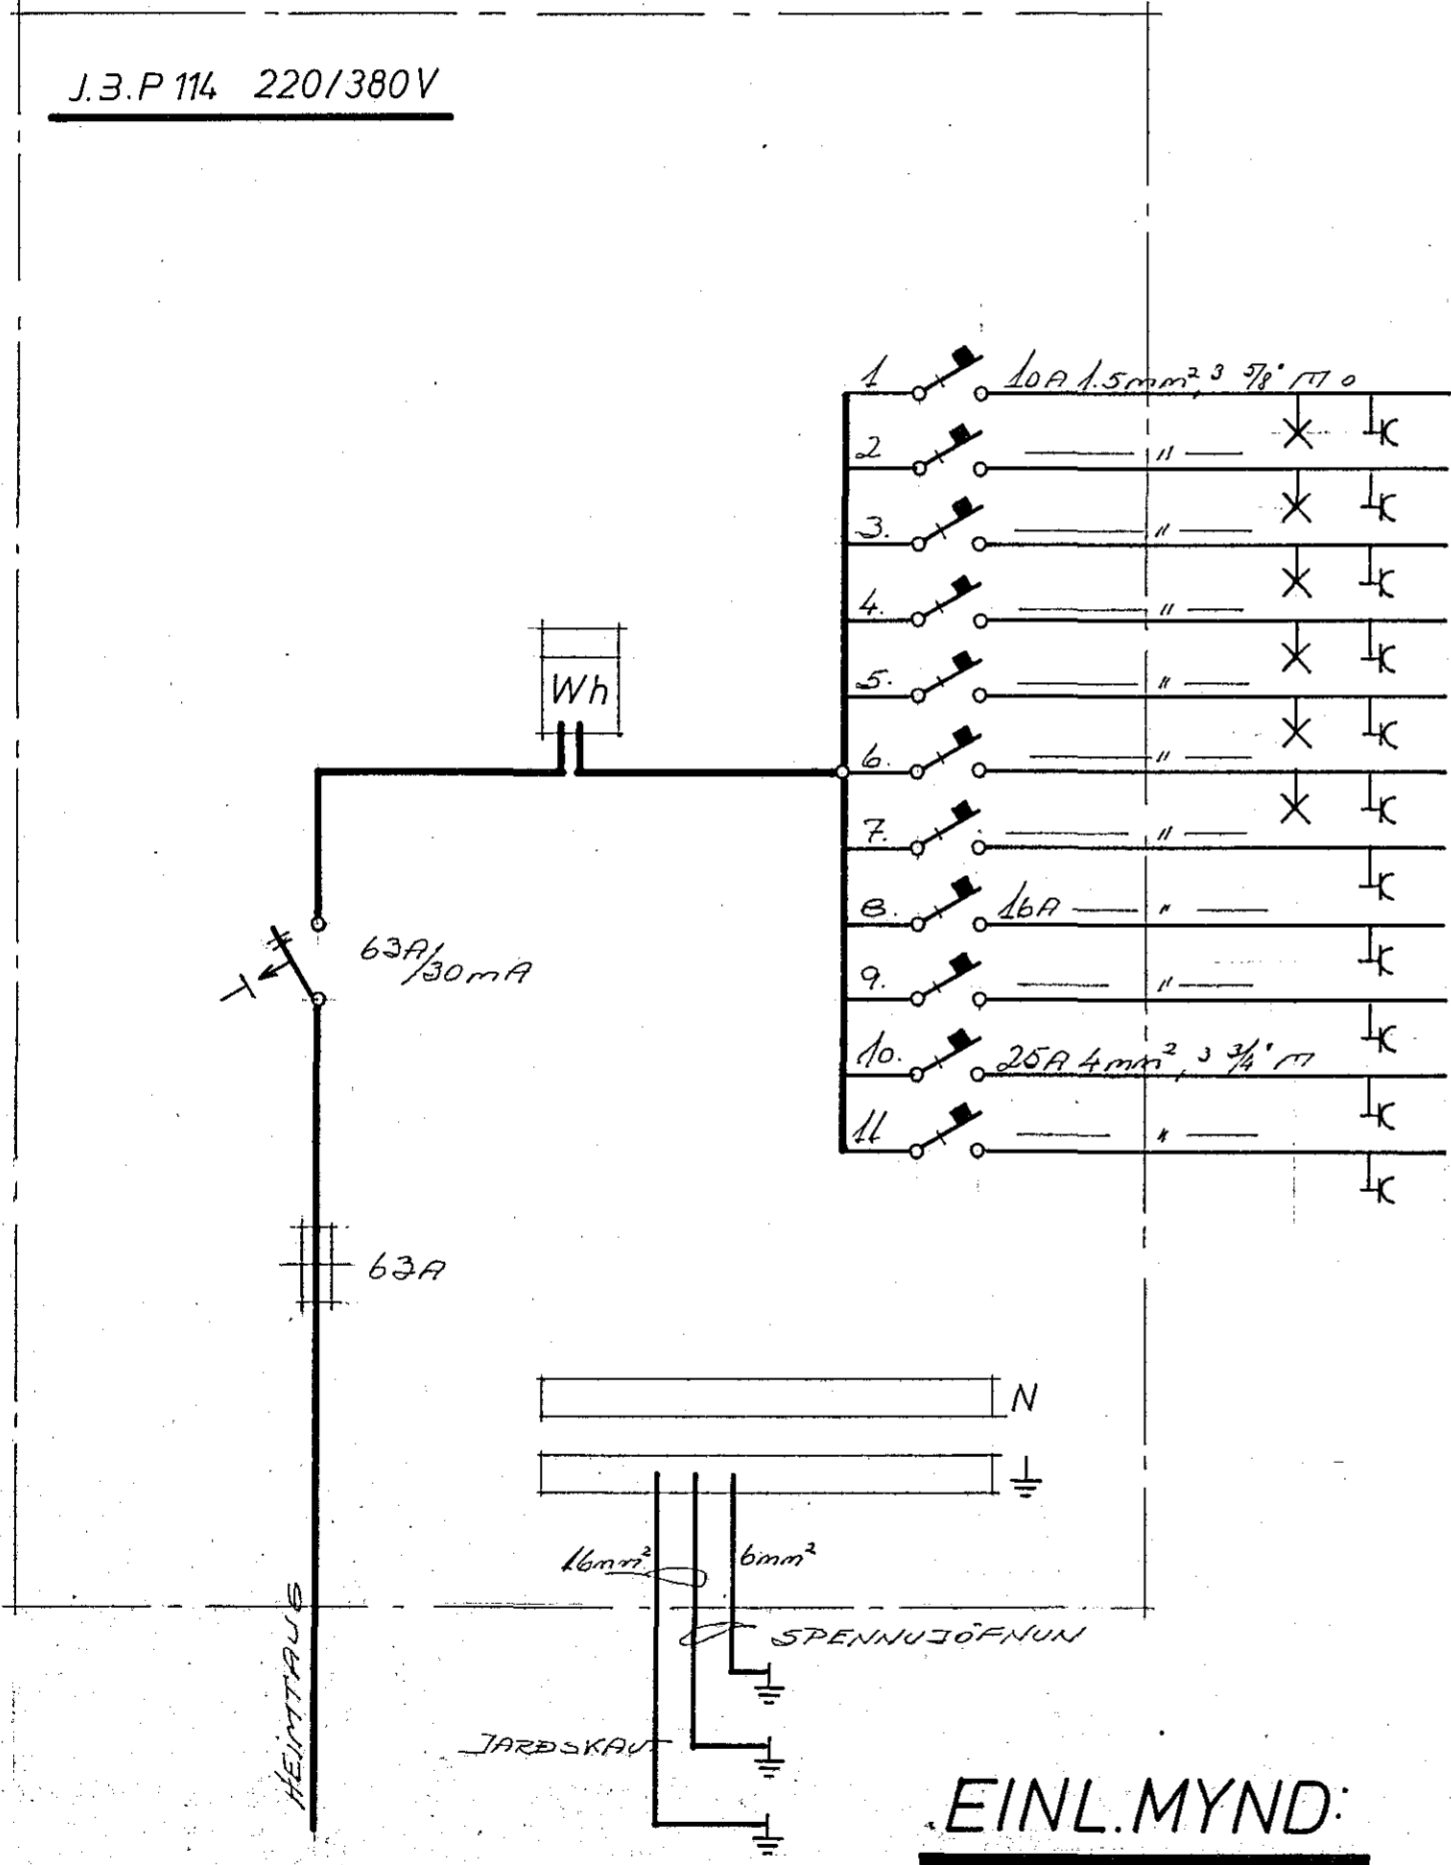 J.B.P 114 220/380V
1 10A 1.5mm², 3 5/8" m o
2 — " —
3. — " —
4. — " —
5. — " —
6. — " —
7. — " —
8. 16A — " —
9. — " —
10. 25A 4mm², 3 3/4" m
11 — " —
Wh
63A/30mA
63A
N
16mm² 6mm²
HEIMTAUG
SPENNUJÖFNUN
JARÐSKAUT
EINL.MYND: